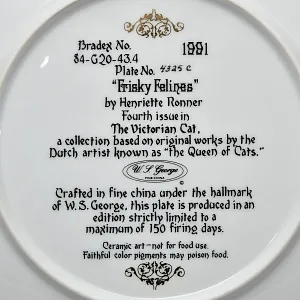 Bradex No. 1991
84-G20-43.4
Plate No. 4325 C
"Frisky Felines"
by Henriette Ronner
Fourth issue in
The Victorian Cat,
a collection based on original works by the
Dutch artist known as "The Queen of Cats."
W. S. George
FINE CHINA
©
Crafted in fine china under the hallmark
of W. S. George, this plate is produced in an
edition strictly limited to a
maximum of 150 firing days.
Ceramic art-not for food use.
Faithful color pigments may poison food.